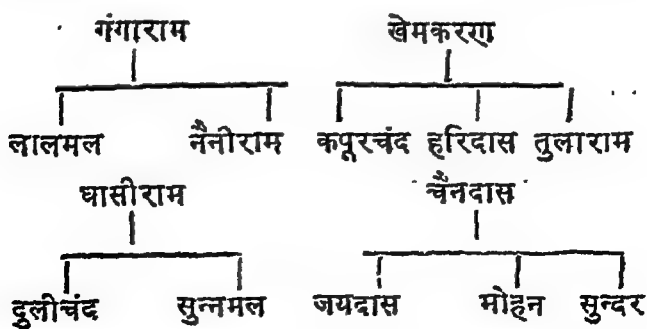 गंगाराम खेमकरण
लालमल नैनीराम कपूरचंद हरिदास तुलाराम
घासीराम चैनदास
दुलीचंद सुन्नमल जयदास मोहन सुन्दर